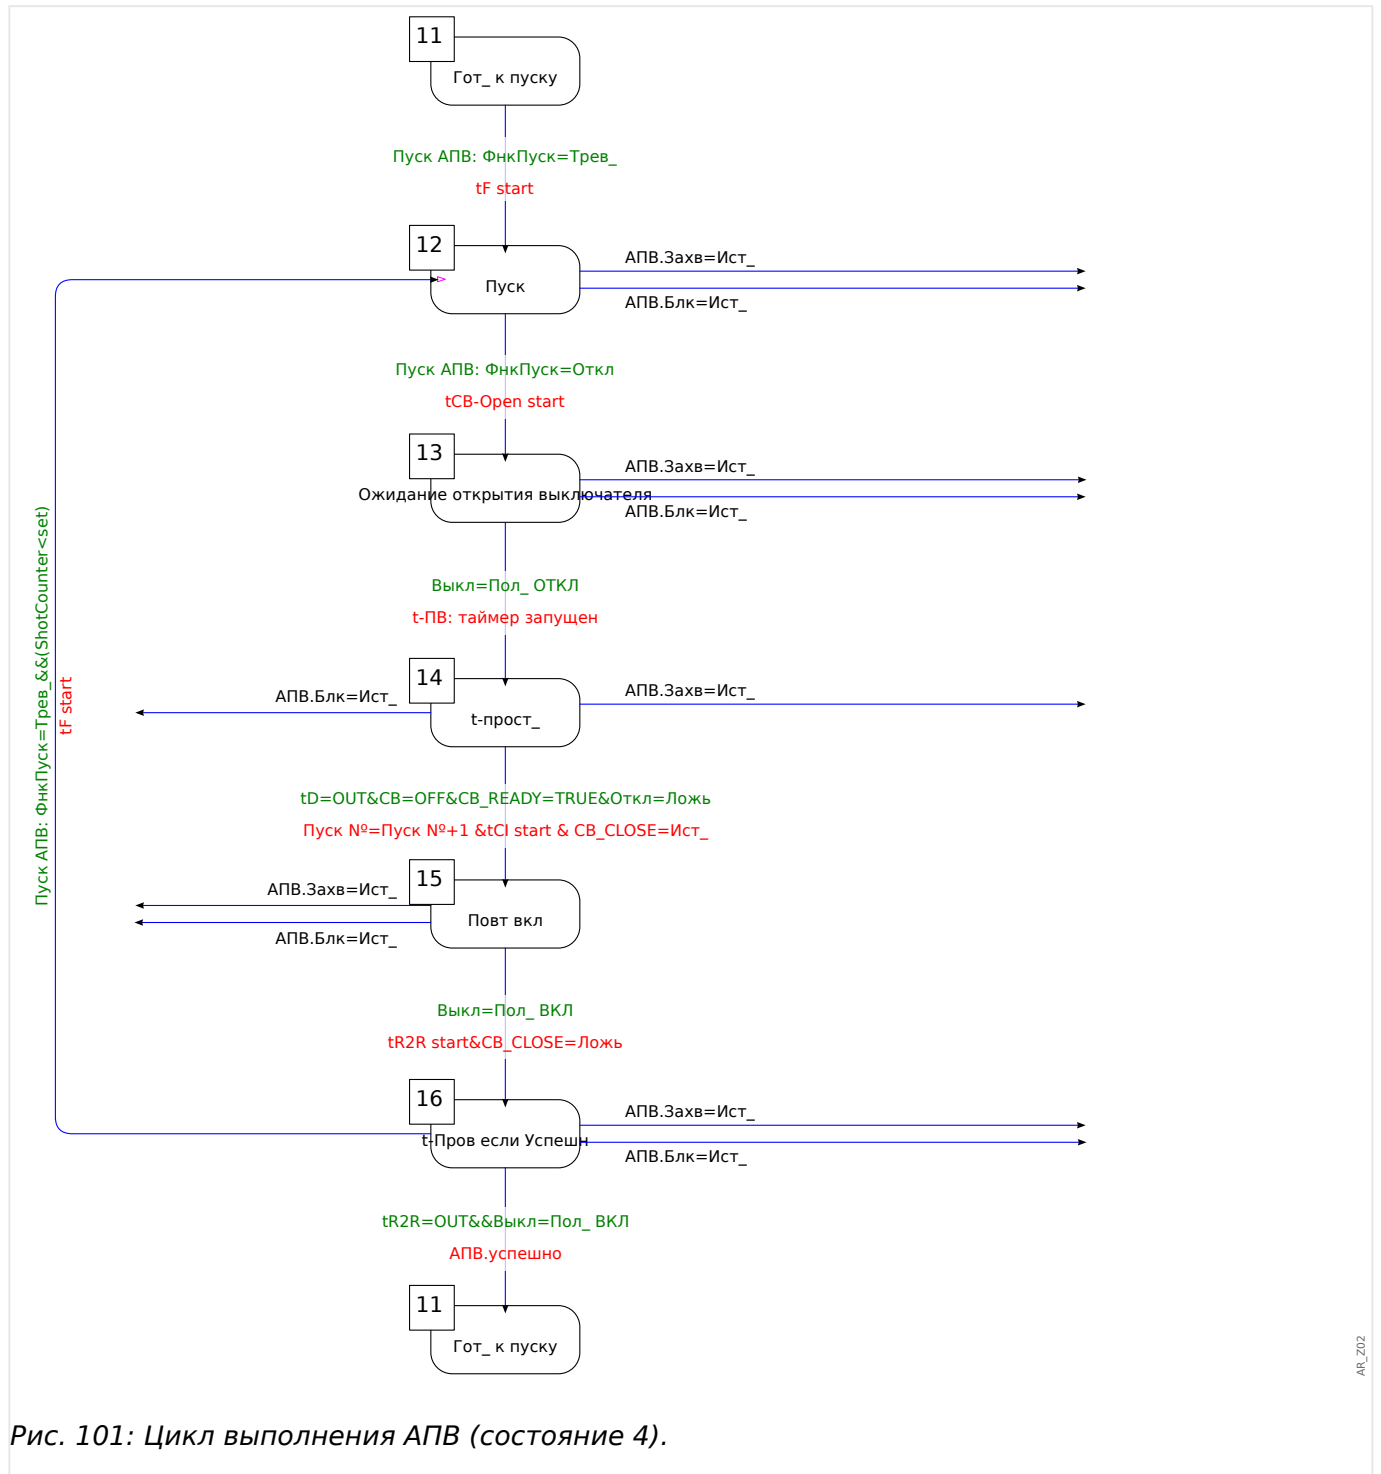 11
Гот_ к пуску
Пуск АПВ: ФнкПуск=Трев_
tF start
12
Пуск
АПВ.Захв=Ист_
АПВ.Блк=Ист_
Пуск АПВ: ФнкПуск=Откл
tCB-Open start
13
Ожидание открытия выключателя
АПВ.Захв=Ист_
АПВ.Блк=Ист_
Выкл=Пол_ ОТКЛ
t-ПВ: таймер запущен
14
t-прост_
АПВ.Блк=Ист_
АПВ.Захв=Ист_
Пуск АПВ: ФнкПуск=Трев_&&(ShotCounter<set)
tF start
tD=OUT&CB=OFF&CB_READY=TRUE&Откл=Ложь
Пуск №=Пуск №+1 &tCI start & CB_CLOSE=Ист_
15
Повт вкл
АПВ.Захв=Ист_
АПВ.Блк=Ист_
Выкл=Пол_ ВКЛ
tR2R start&CB_CLOSE=Ложь
16
t-Пров если Успешн
АПВ.Захв=Ист_
АПВ.Блк=Ист_
tR2R=OUT&&Выкл=Пол_ ВКЛ
АПВ.успешно
11
Гот_ к пуску
AR_Z02
Рис. 101: Цикл выполнения АПВ (состояние 4).